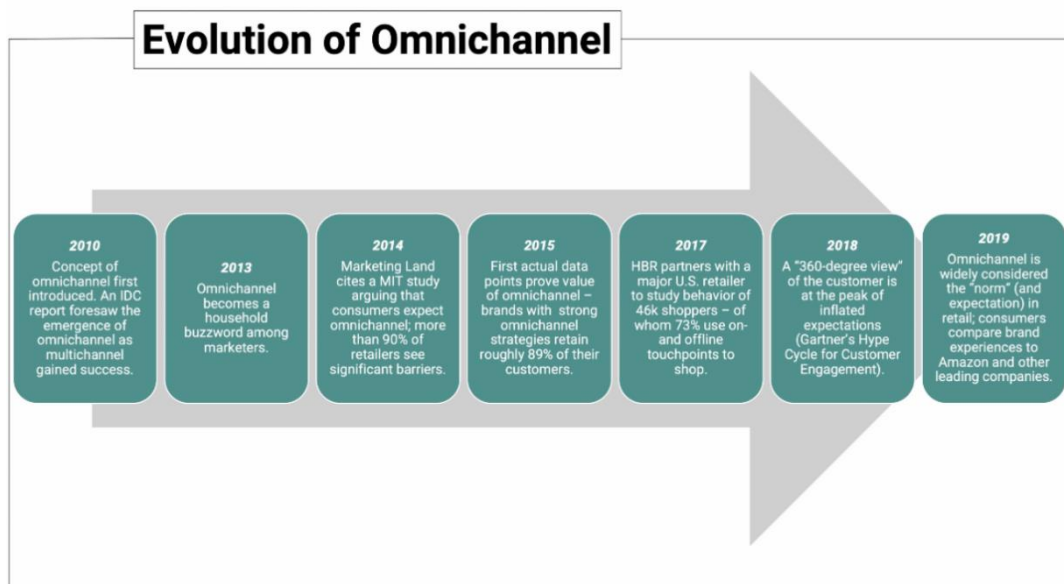 Evolution of Omnichannel
2010
Concept of
omnichannel first
introduced. An IDC
report foresaw the
emergence of
omnichannel as
multichannel
gained success.
2013
Omnichannel
becomes a
household
buzzword among
marketers.
2014
Marketing Land
cites a MIT study
arguing that
consumers expect
omnichannel; more
than 90% of
retailers see
significant barriers.
2015
First actual data
points prove value
of omnichannel –
brands with strong
omnichannel
strategies retain
roughly 89% of their
customers.
2017
HBR partners with a
major U.S. retailer
to study behavior of
46k shoppers – of
whom 73% use on-
and offline
touchpoints to
shop.
2018
A “360-degree view”
of the customer is
at the peak of
inflated
expectations
(Gartner’s Hype
Cycle for Customer
Engagement).
2019
Omnichannel is
widely considered
the “norm” (and
expectation) in
retail; consumers
compare brand
experiences to
Amazon and other
leading companies.